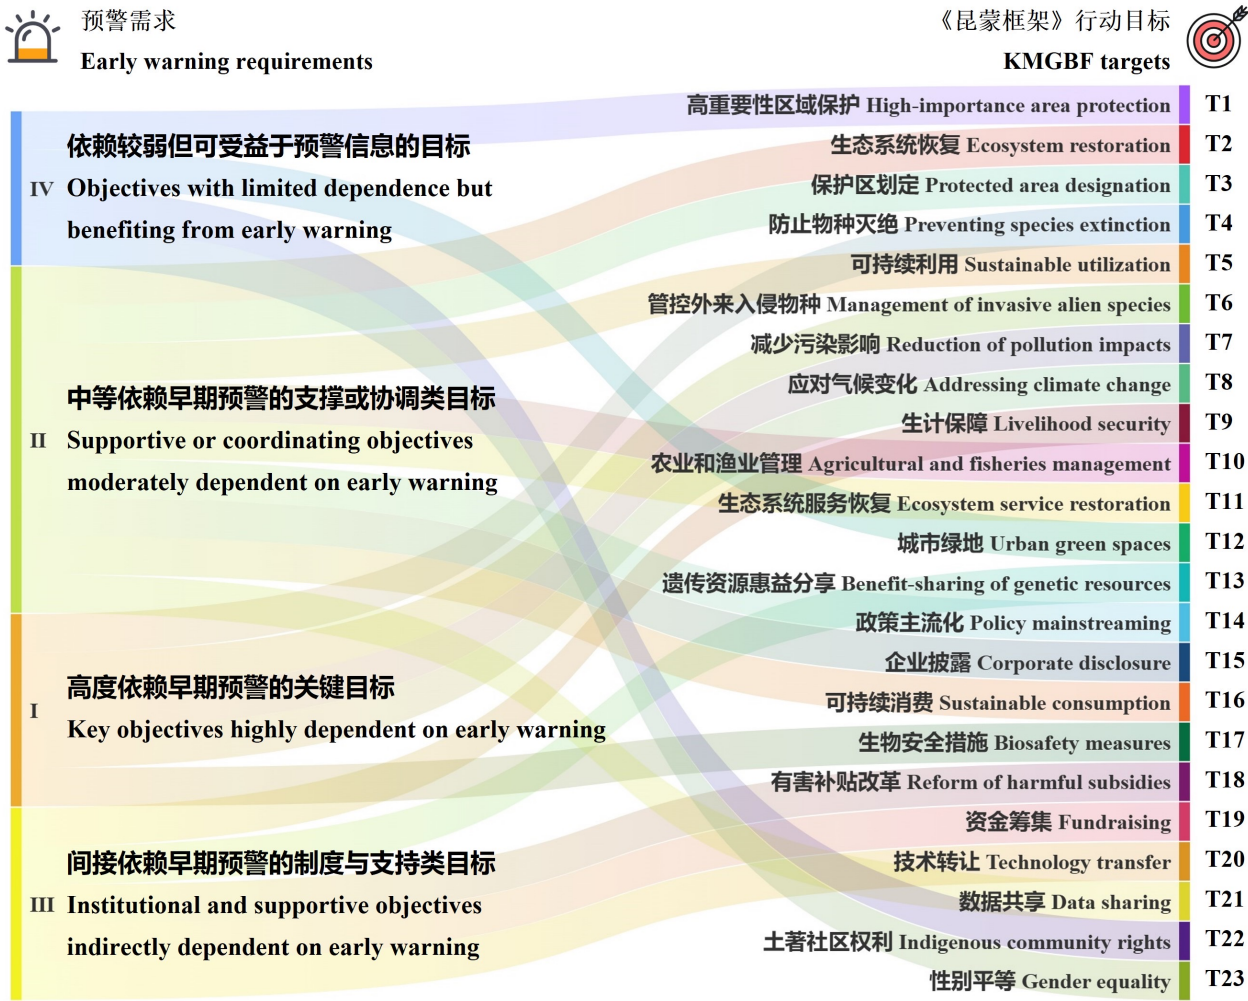 预警需求
Early warning requirements
《昆蒙框架》行动目标
KMGBF targets
依赖较弱但可受益于预警信息的目标
IV Objectives with limited dependence but
benefiting from early warning
中等依赖早期预警的支撑或协调类目标
II Supportive or coordinating objectives
moderately dependent on early warning
高度依赖早期预警的关键目标
I Key objectives highly dependent on early warning
间接依赖早期预警的制度与支持类目标
III Institutional and supportive objectives
indirectly dependent on early warning
高重要性区域保护 High-importance area protection T1
生态系统恢复 Ecosystem restoration T2
保护区划定 Protected area designation T3
防止物种灭绝 Preventing species extinction T4
可持续利用 Sustainable utilization T5
管控外来入侵物种 Management of invasive alien species T6
减少污染影响 Reduction of pollution impacts T7
应对气候变化 Addressing climate change T8
生计保障 Livelihood security T9
农业和渔业管理 Agricultural and fisheries management T10
生态系统服务恢复 Ecosystem service restoration T11
城市绿地 Urban green spaces T12
遗传资源惠益分享 Benefit-sharing of genetic resources T13
政策主流化 Policy mainstreaming T14
企业披露 Corporate disclosure T15
可持续消费 Sustainable consumption T16
生物安全措施 Biosafety measures T17
有害补贴改革 Reform of harmful subsidies T18
资金筹集 Fundraising T19
技术转让 Technology transfer T20
数据共享 Data sharing T21
土著社区权利 Indigenous community rights T22
性别平等 Gender equality T23